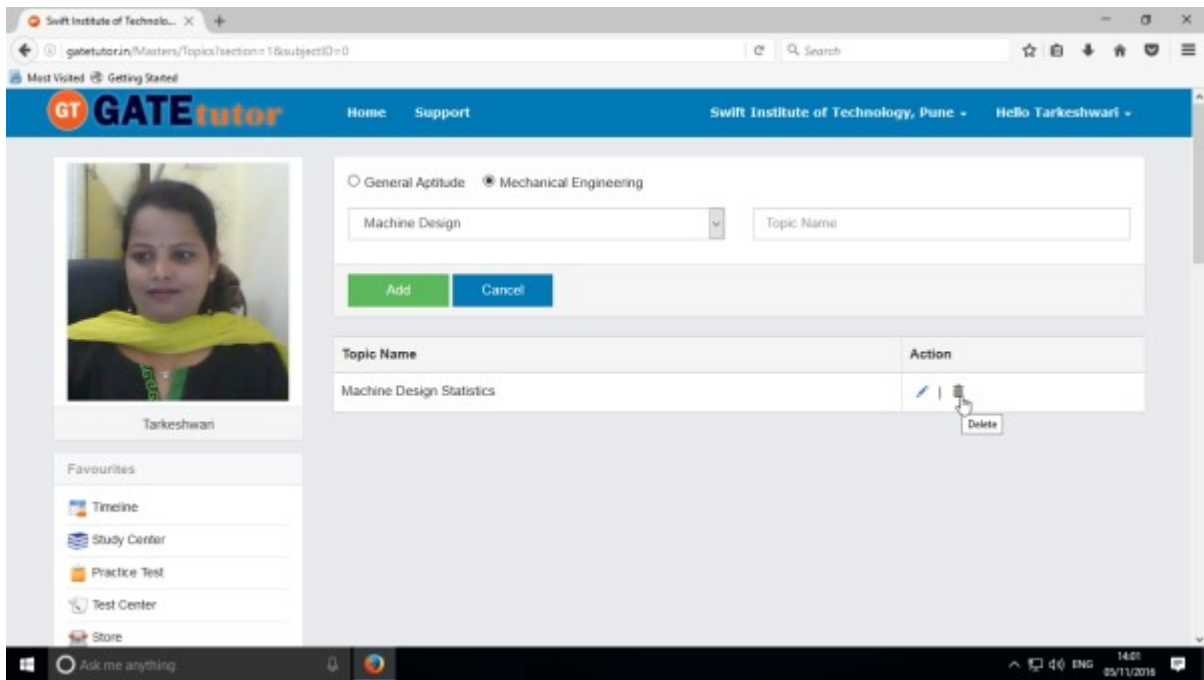 Swift Institute of Technolo...
gatetutor.in/Masters/Topics?section=1&subjectID=0
Search
Most Visited Getting Started
GT GATEtutor Home Support Swift Institute of Technology, Pune Hello Tarkeshwari
General Aptitude Mechanical Engineering
Machine Design Topic Name
Add Cancel
Topic Name Action
Machine Design Statistics |
Delete
Tarkeshwari
Favourites
Timeline
Study Center
Practice Test
Test Center
Store
Ask me anything ENG 14:01
05/11/2016